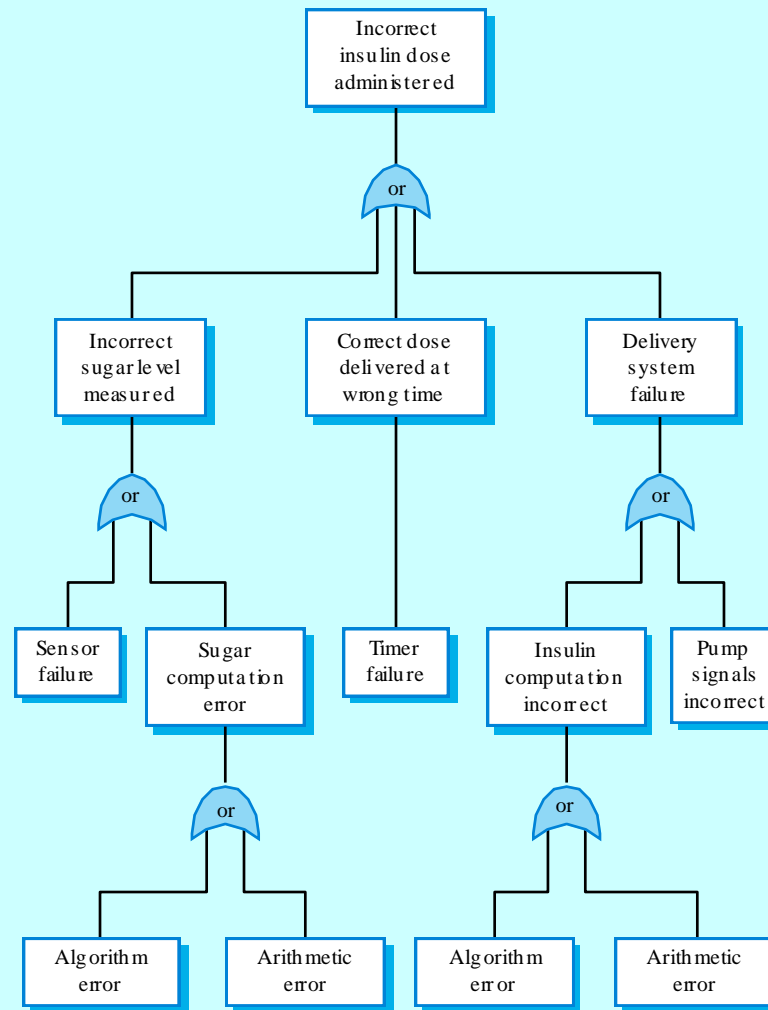 Incorrect
insulin dose
administered
or
Incorrect
sugar level
measured
Correct dose
delivered at
wrong time
Delivery
system
failure
or
or
Sensor
failure
Sugar
computation
error
Timer
failure
Insulin
computation
incorrect
Pump
signals
incorrect
or
or
Algorithm
error
Arithmetic
error
Algorithm
error
Arithmetic
error